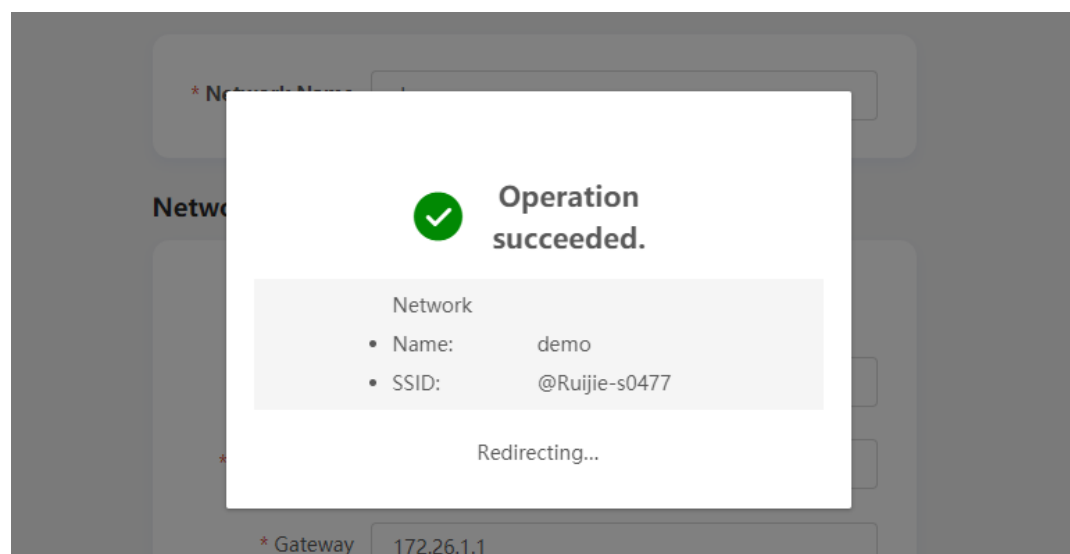 Operation
succeeded.
Network
• Name: demo
• SSID: @Ruijie-s0477
Redirecting...
* Gateway 172.26.1.1